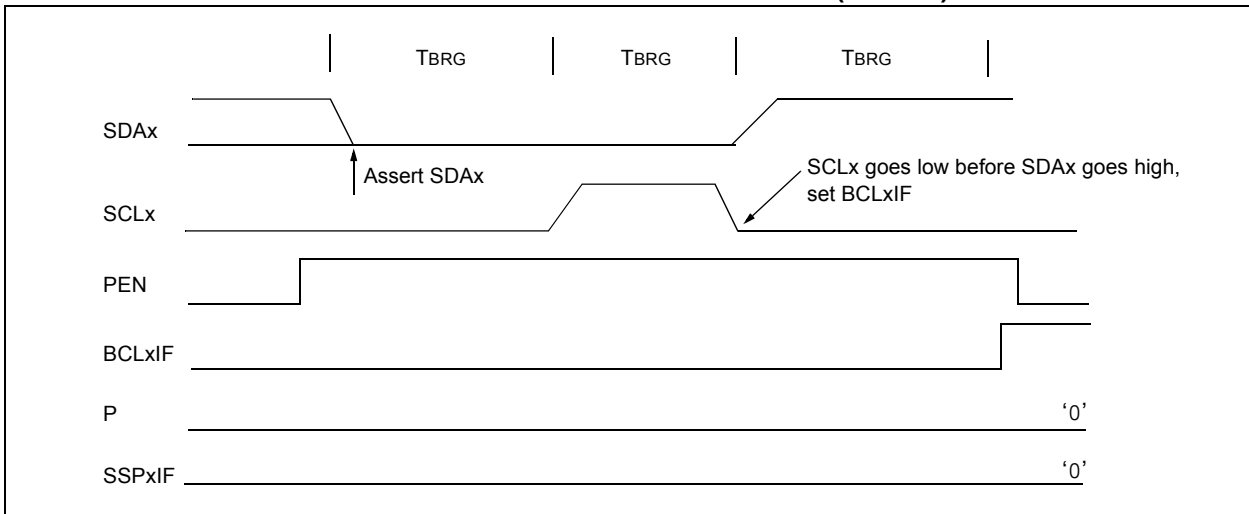 TBRG TBRG TBRG
SDAx
Assert SDAx
SCLx goes low before SDAx goes high,
set BCLxIF
SCLx
PEN
BCLxIF
P
‘0’
SSPxIF
‘0’